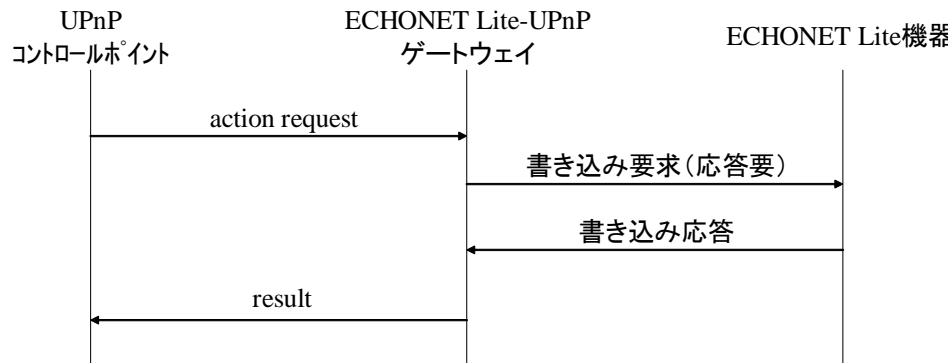 UPnP
コントロールポイント
ECHONET Lite-UPnP
ゲートウェイ
ECHONET Lite機器
action request
書き込み要求(応答要)
書き込み応答
result